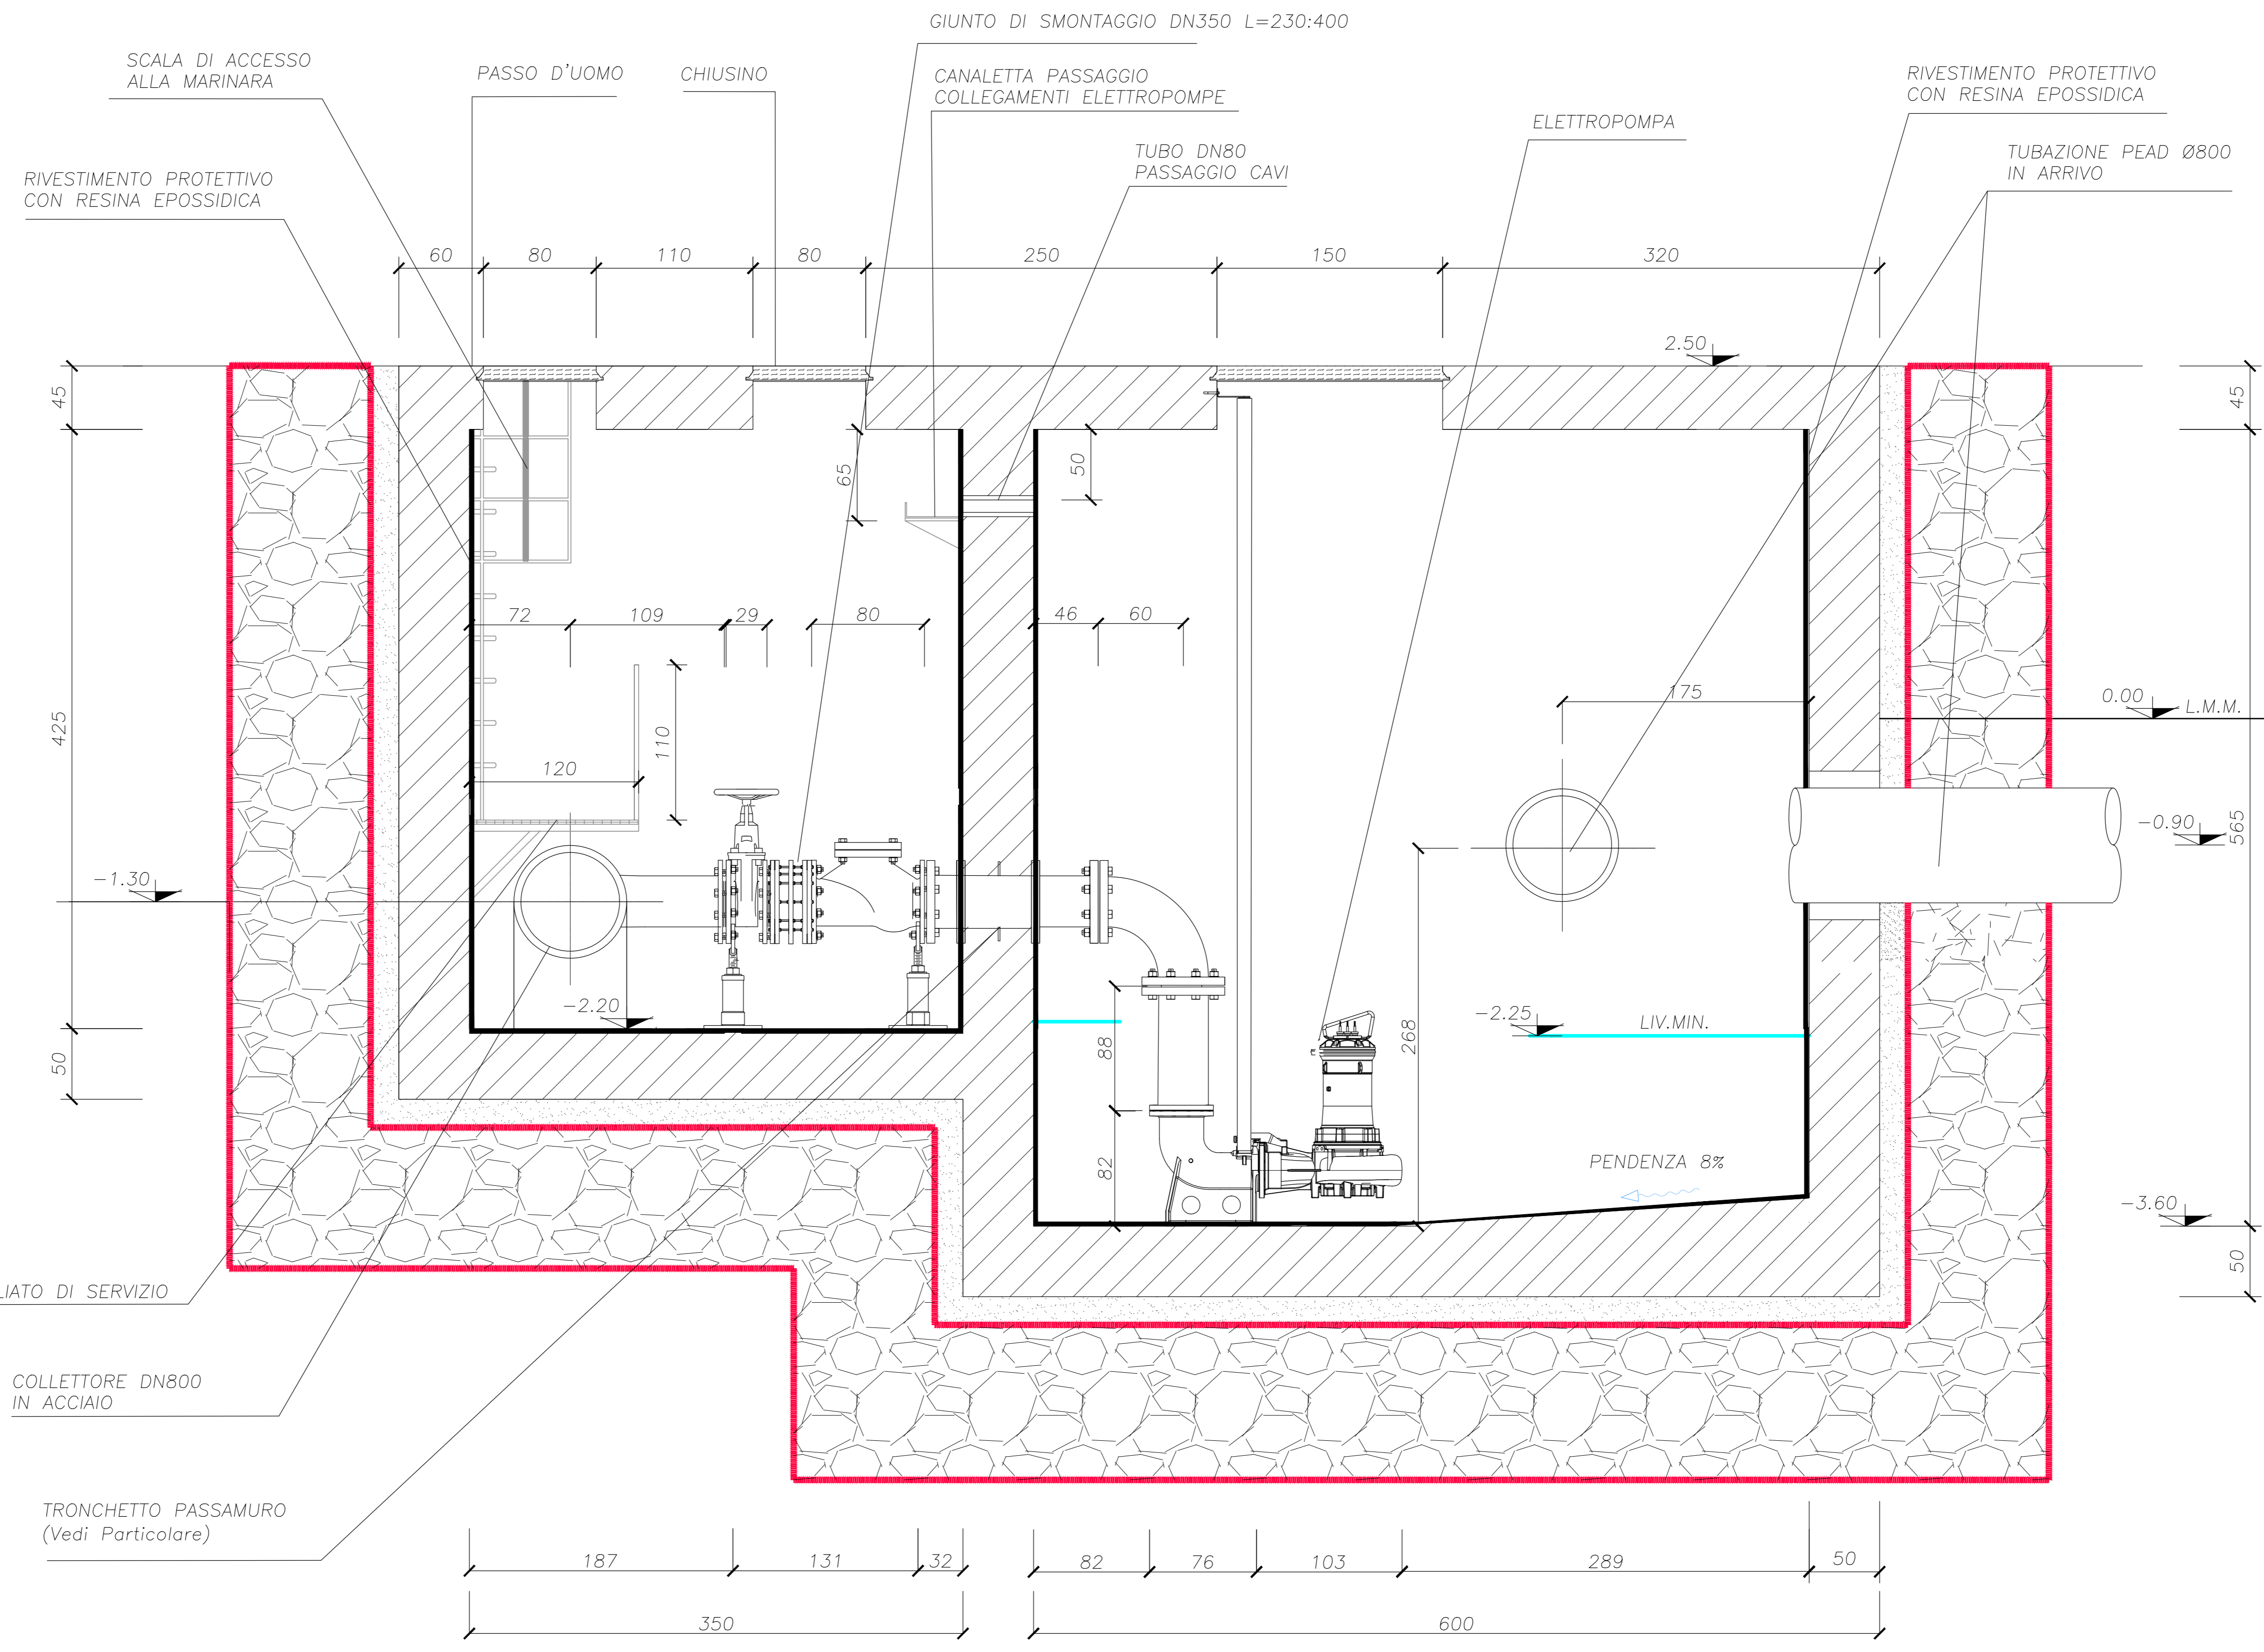 GIUNTO DI SMONTAGGIO DN350 L=230:400
SCALA DI ACCESSO
ALLA MARINARA
PASSO D'UOMO
CHIUSINO
CANALETTA PASSAGGIO
COLLEGAMENTI ELETTROPOMPE
RIVESTIMENTO PROTETTIVO
CON RESINA EPOSSIDICA
ELETTROPOMPA
TUBO DN80
PASSAGGIO CAVI
TUBAZIONE PEAD Ø800
IN ARRIVO
RIVESTIMENTO PROTETTIVO
CON RESINA EPOSSIDICA
60
80
110
80
250
150
320
2.50
45
45
65
50
72
109
29
80
46
60
175
0.00
L.M.M.
425
110
120
565
-0.90
-1.30
-2.20
-2.25
LIV.MIN.
268
88
50
82
PENDENZA 8%
-3.60
50
LIATO DI SERVIZIO
COLLETTORE DN800
IN ACCIAIO
TRONCHETTO PASSAMURO
(Vedi Particolare)
187
131
32
82
76
103
289
50
350
600